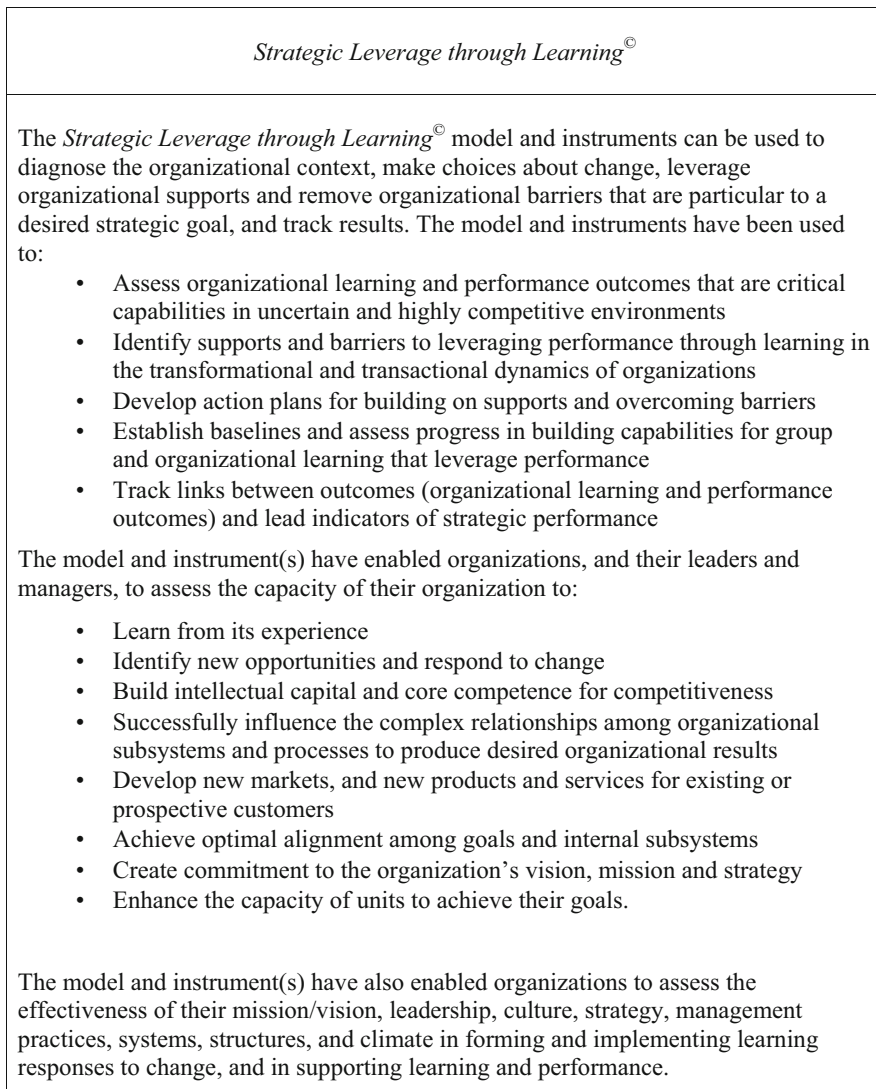 Strategic Leverage through Learning©
The Strategic Leverage through Learning© model and instruments can be used to
diagnose the organizational context, make choices about change, leverage
organizational supports and remove organizational barriers that are particular to a
desired strategic goal, and track results. The model and instruments have been used
to:
• Assess organizational learning and performance outcomes that are critical
capabilities in uncertain and highly competitive environments
• Identify supports and barriers to leveraging performance through learning in
the transformational and transactional dynamics of organizations
• Develop action plans for building on supports and overcoming barriers
• Establish baselines and assess progress in building capabilities for group
and organizational learning that leverage performance
• Track links between outcomes (organizational learning and performance
outcomes) and lead indicators of strategic performance
The model and instrument(s) have enabled organizations, and their leaders and
managers, to assess the capacity of their organization to:
• Learn from its experience
• Identify new opportunities and respond to change
• Build intellectual capital and core competence for competitiveness
• Successfully influence the complex relationships among organizational
subsystems and processes to produce desired organizational results
• Develop new markets, and new products and services for existing or
prospective customers
• Achieve optimal alignment among goals and internal subsystems
• Create commitment to the organization’s vision, mission and strategy
• Enhance the capacity of units to achieve their goals.
The model and instrument(s) have also enabled organizations to assess the
effectiveness of their mission/vision, leadership, culture, strategy, management
practices, systems, structures, and climate in forming and implementing learning
responses to change, and in supporting learning and performance.